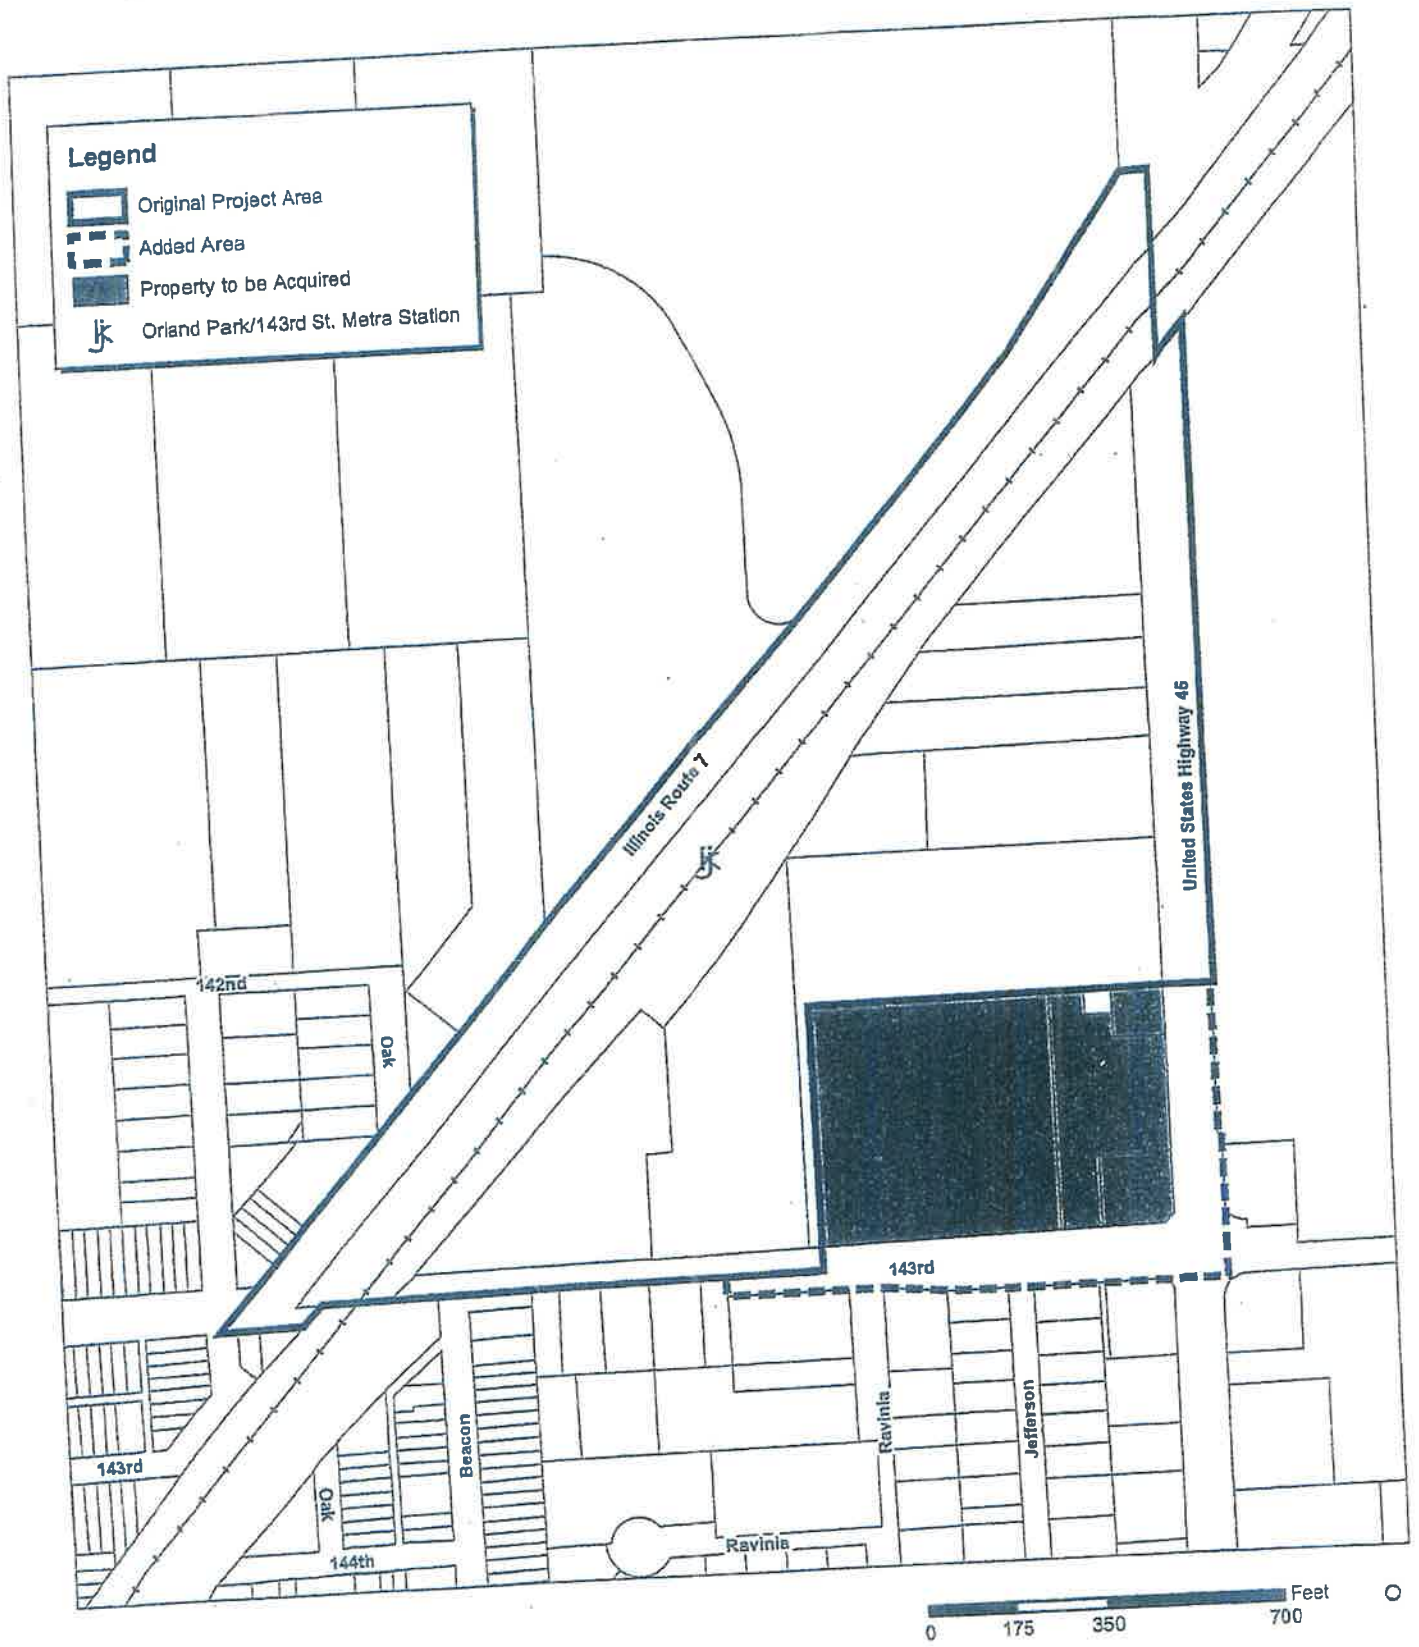 Legend
Original Project Area
Added Area
Property to be Acquired
Orland Park/143rd St. Metra Station
Illinois Route 7
United States Highway 45
142nd
Oak
143rd
143rd
Oak
Beacon
Ravinia
Jefferson
144th
Ravinia
Feet
0 175 350 700